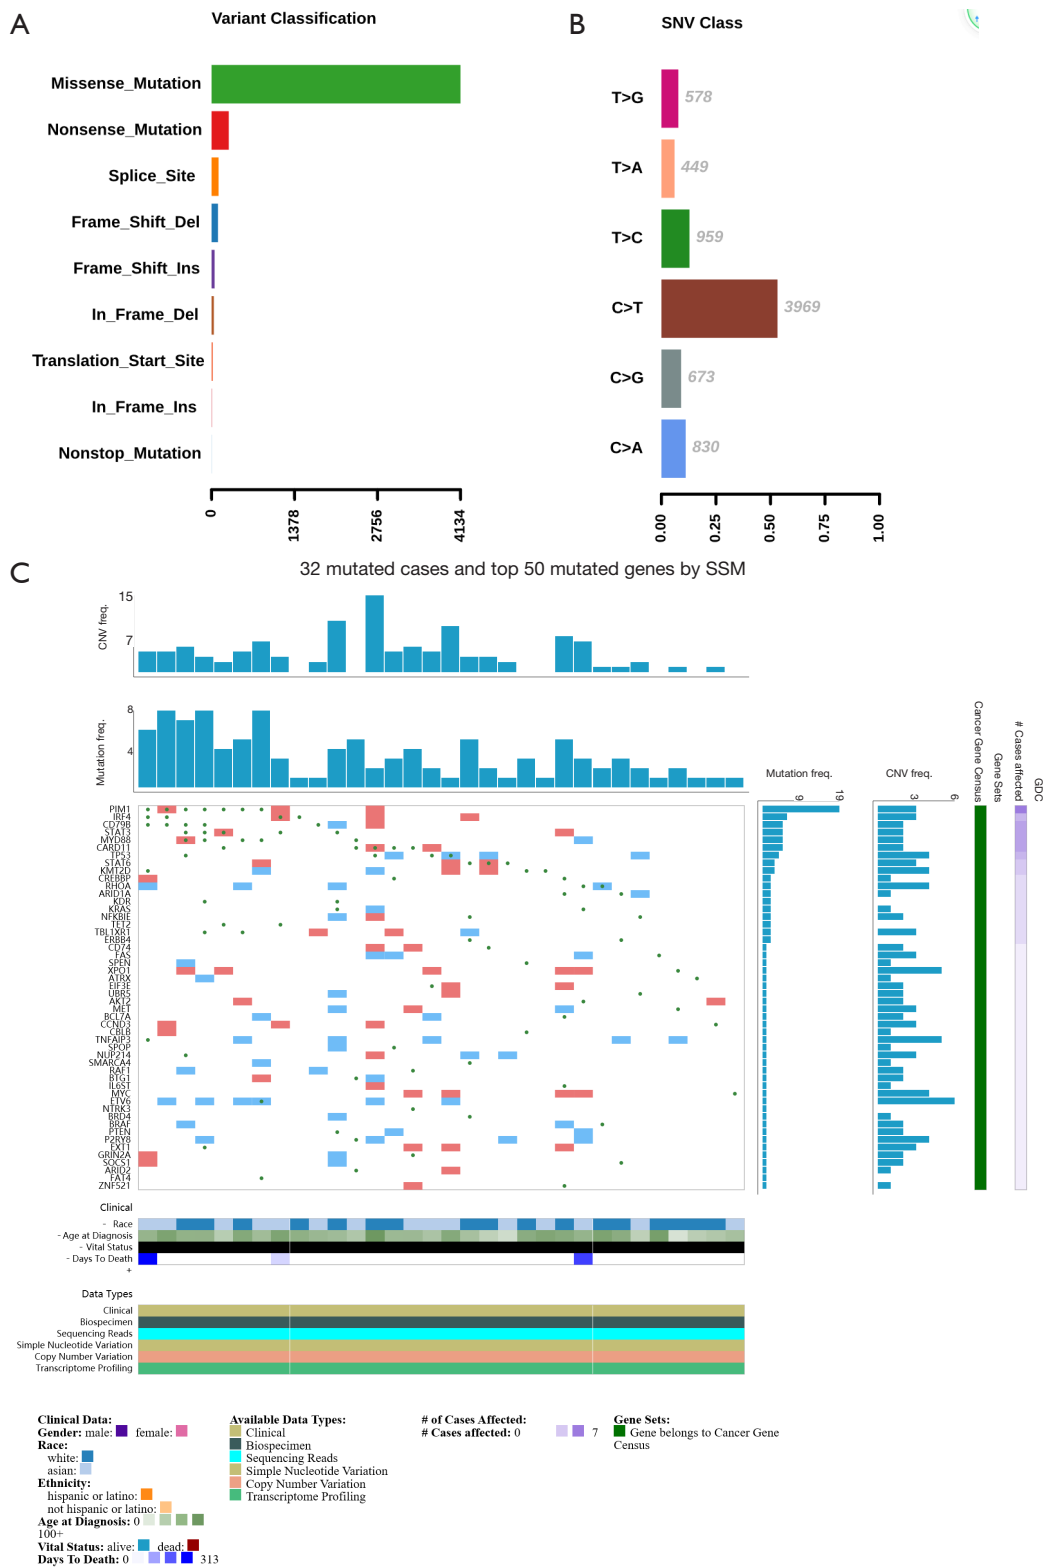 A
Variant Classification
Missense_Mutation
Nonsense_Mutation
Splice_Site
Frame_Shift_Del
Frame_Shift_Ins
In_Frame_Del
Translation_Start_Site
In_Frame_Ins
Nonstop_Mutation
0 1378 2756 4134
B
SNV Class
T>G 578
T>A 449
T>C 959
C>T 3969
C>G 673
C>A 830
0.00 0.25 0.50 0.75 1.00
C
32 mutated cases and top 50 mutated genes by SSM
CNV freq.
15
7
Mutation freq.
8
4
Mutation freq.
9 19
CNV freq.
3 6
Cancer Gene Census
Gene Sets
# Cases affected
GDC
PIM1
IRF4
CD79B
STAT3
MYD88
CARD11
TP53
STAT6
KMT2D
CREBBP
RHOA
ARID1A
KDR
KRAS
NFKBIE
TET2
TBL1XR1
ERBB4
CD74
FAS
SPEN
XPO1
ATRX
EIF3E
UBR5
AKT2
MET
BCL7A
CCND3
CBLB
TNFAIP3
SPOP
NUP214
SMARCA4
RAF1
BTG1
IL6ST
MYC
ETV6
NTRK3
BRD4
BRAF
PTEN
P2RY8
EXT1
GRIN2A
SOCS1
ARID2
FAT4
ZNF521
Clinical
- Race
- Age at Diagnosis
- Vital Status
- Days To Death
+
Data Types
Clinical
Biospecimen
Sequencing Reads
Simple Nucleotide Variation
Copy Number Variation
Transcriptome Profiling
Clinical Data:
Gender: male: female:
Race:
white:
asian:
Ethnicity:
hispanic or latino:
not hispanic or latino:
Age at Diagnosis: 0
100+
Vital Status: alive: dead:
Days To Death: 0 313
Available Data Types:
Clinical
Biospecimen
Sequencing Reads
Simple Nucleotide Variation
Copy Number Variation
Transcriptome Profiling
# of Cases Affected:
# Cases affected: 0 7
Gene Sets:
Gene belongs to Cancer Gene
Census